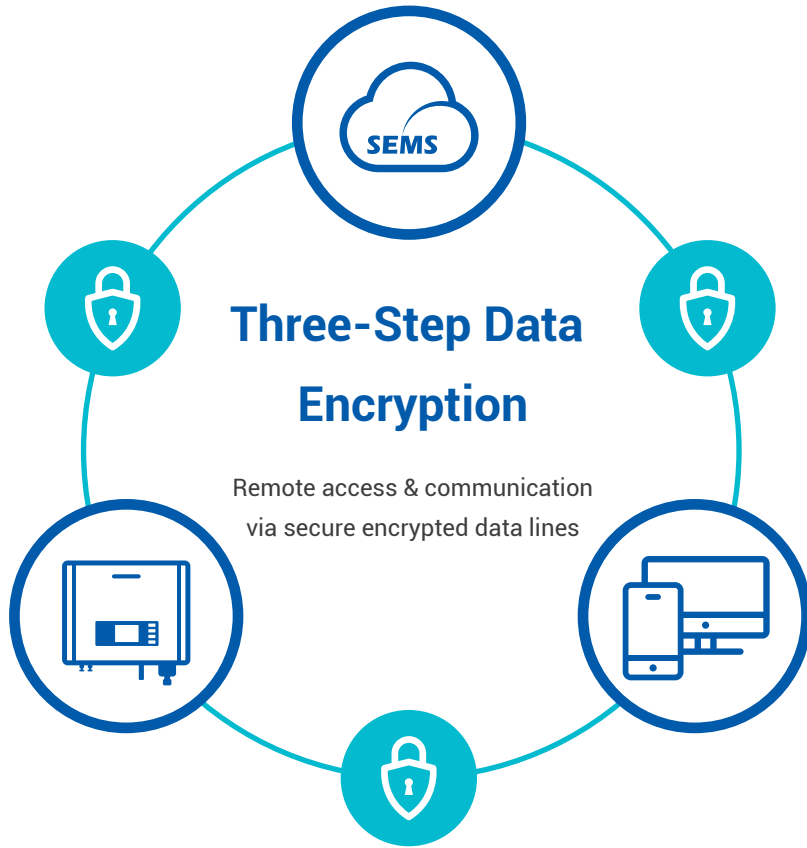 SEMS
Three-Step Data
Encryption
Remote access & communication
via secure encrypted data lines